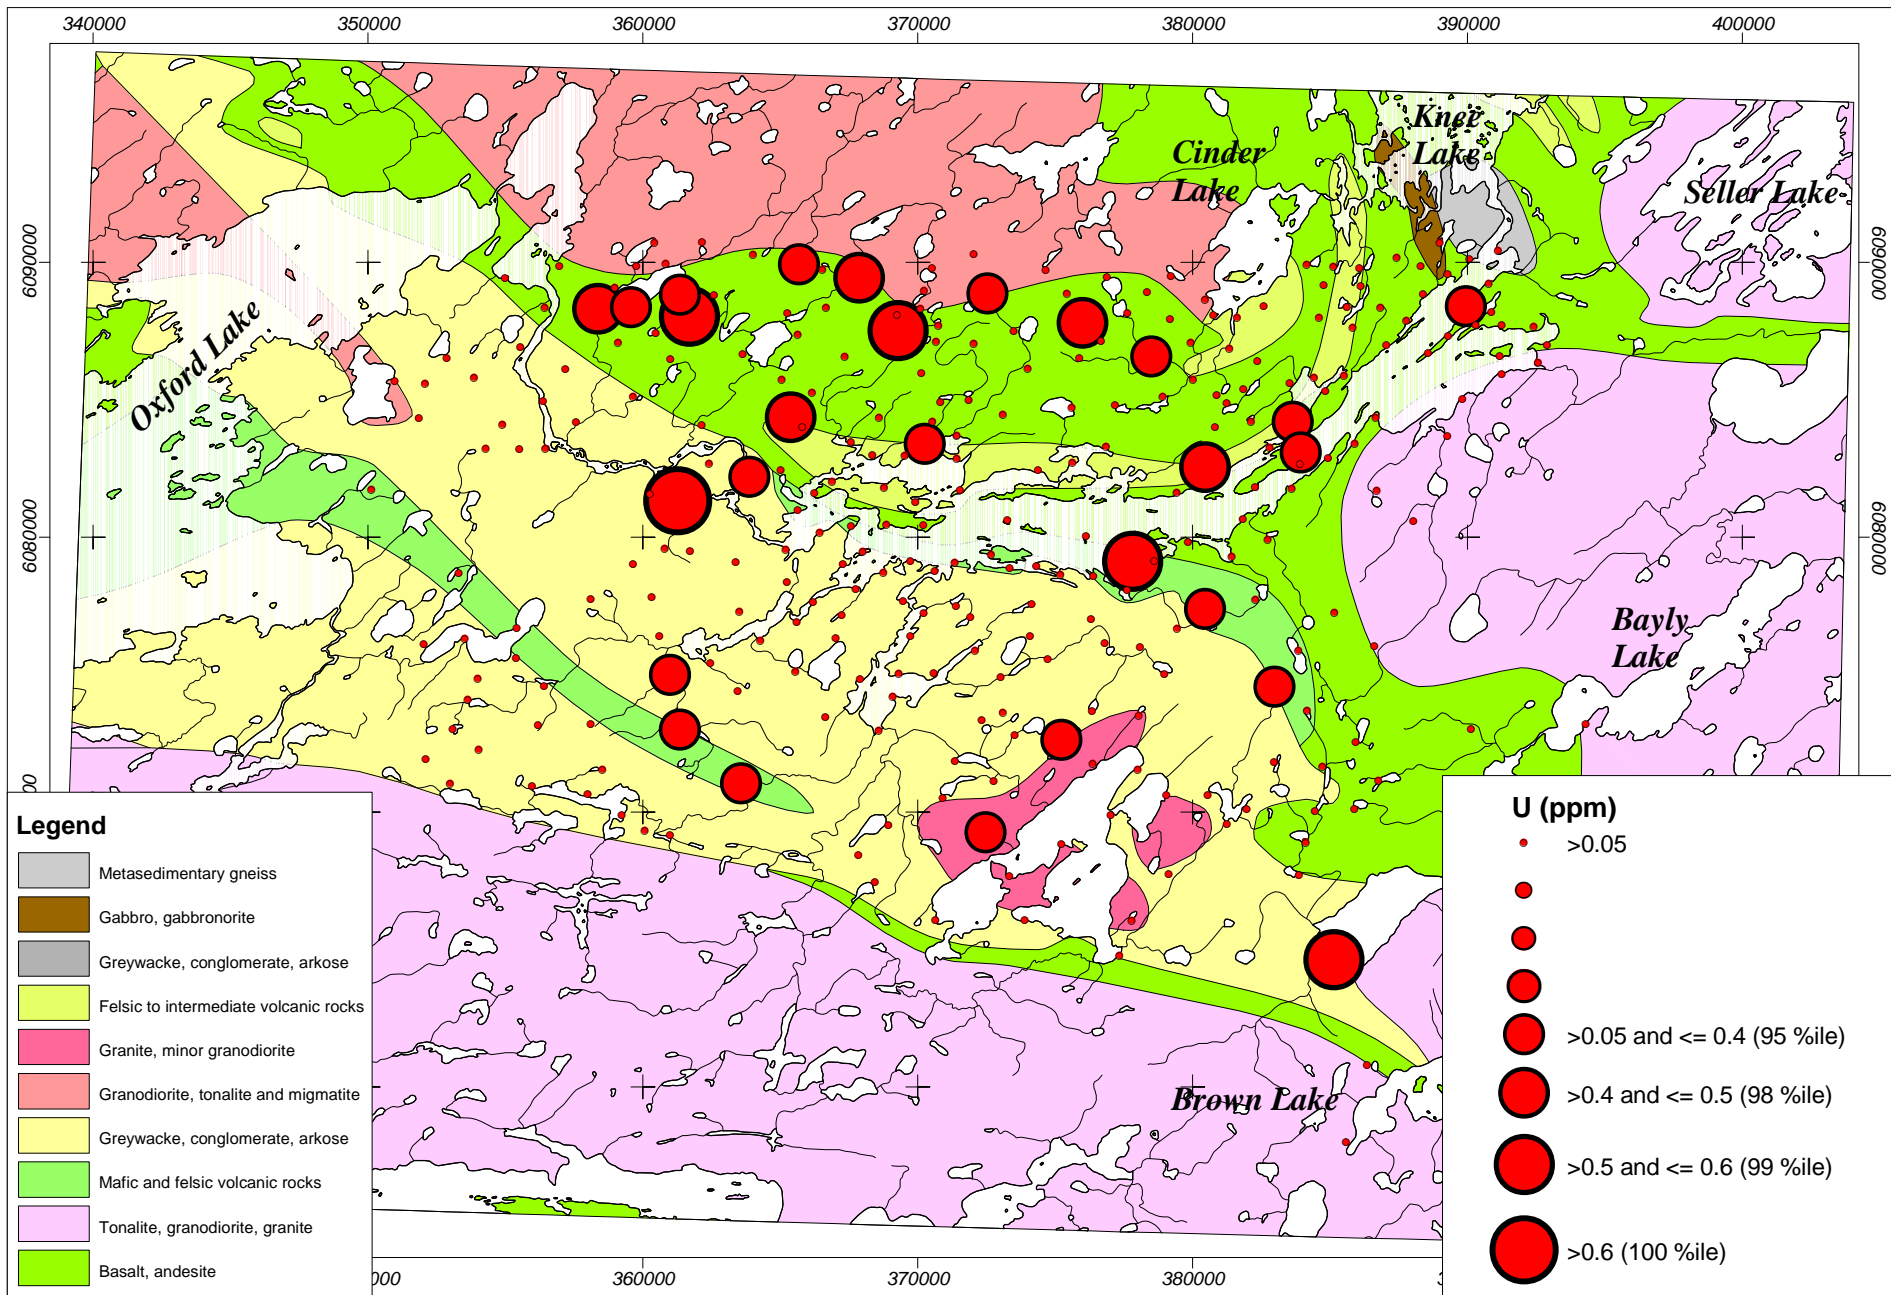 340000 350000 360000 370000 380000 390000 400000
Knee
Lake
Cinder
Lake
Seller Lake
6090000
6090000
Oxford Lake
6080000
6080000
Bayly
Lake
Brown Lake
Legend
Metasedimentary gneiss
Gabbro, gabbronorite
Greywacke, conglomerate, arkose
Felsic to intermediate volcanic rocks
Granite, minor granodiorite
Granodiorite, tonalite and migmatite
Greywacke, conglomerate, arkose
Mafic and felsic volcanic rocks
Tonalite, granodiorite, granite
Basalt, andesite
U (ppm)
>0.05
>0.05 and <= 0.4 (95 %ile)
>0.4 and <= 0.5 (98 %ile)
>0.5 and <= 0.6 (99 %ile)
>0.6 (100 %ile)
360000 370000 380000